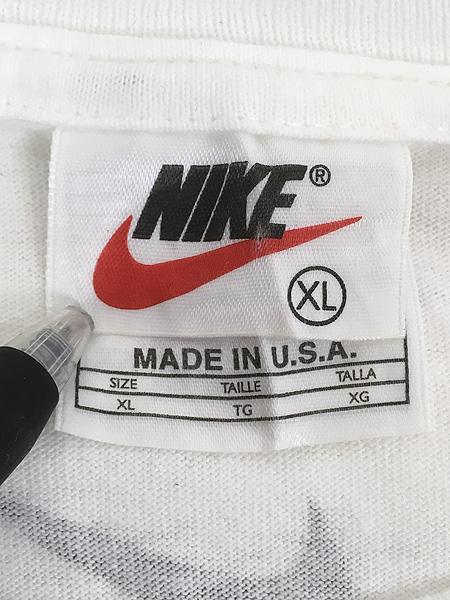 NIKE®
XL
MADE IN U.S.A.
SIZE TAILLE TALLA
XL TG XG